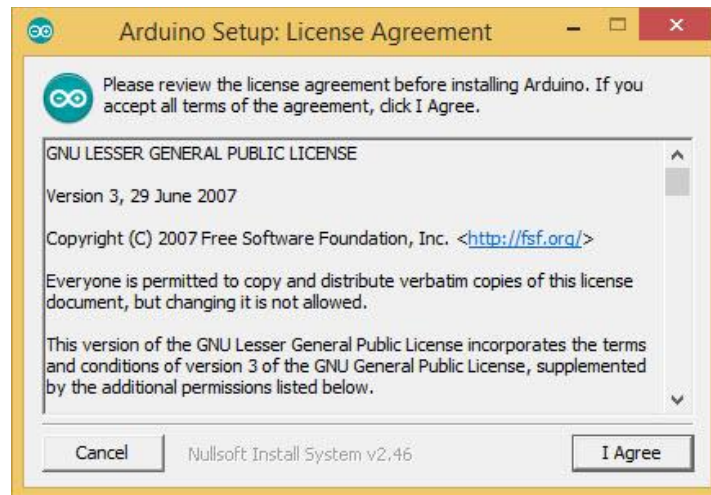 Arduino Setup: License Agreement
Please review the license agreement before installing Arduino. If you
accept all terms of the agreement, click I Agree.
GNU LESSER GENERAL PUBLIC LICENSE
Version 3, 29 June 2007
Copyright (C) 2007 Free Software Foundation, Inc. <http://fsf.org/>
Everyone is permitted to copy and distribute verbatim copies of this license
document, but changing it is not allowed.
This version of the GNU Lesser General Public License incorporates the terms
and conditions of version 3 of the GNU General Public License, supplemented
by the additional permissions listed below.
Cancel
Nullsoft Install System v2.46
I Agree